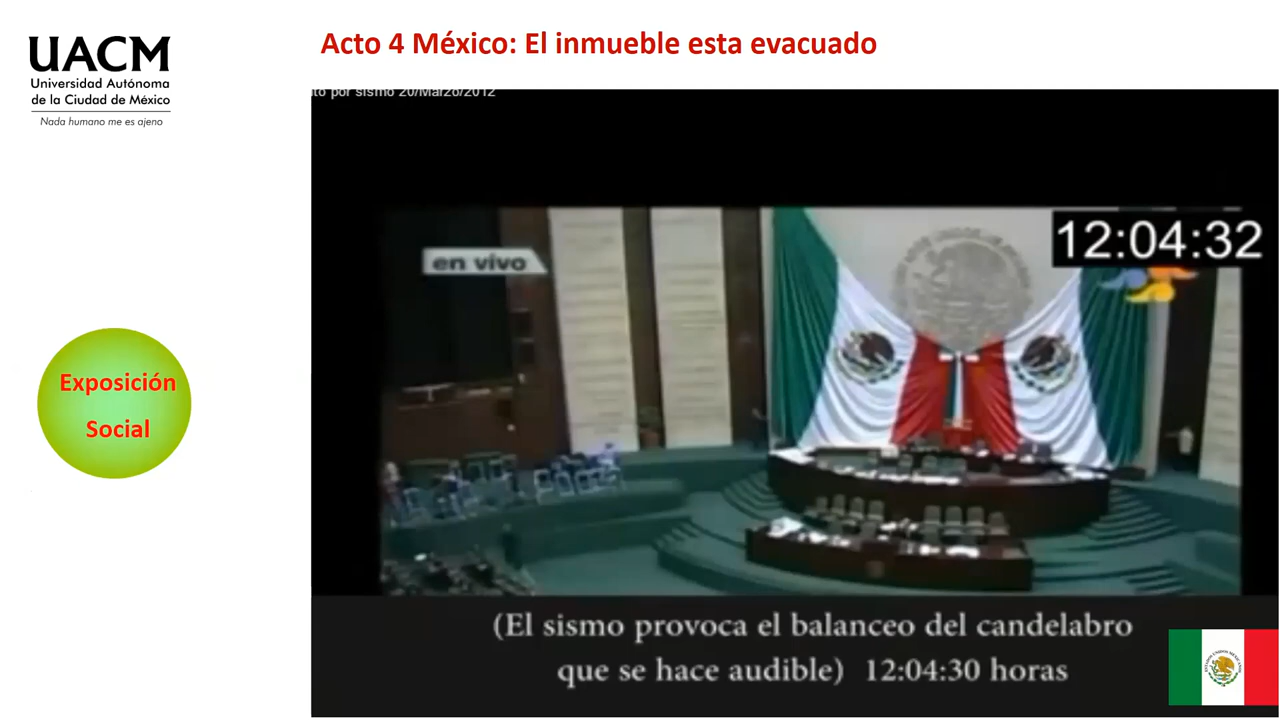 UACM
Universidad Autónoma
de la Ciudad de México
Nada humano me es ajeno
Acto 4 México: El inmueble esta evacuado
to por sismo 20/Marzo/2012
en vivo
12:04:32
Exposición
Social
(El sismo provoca el balanceo del candelabro
que se hace audible) 12:04:30 horas